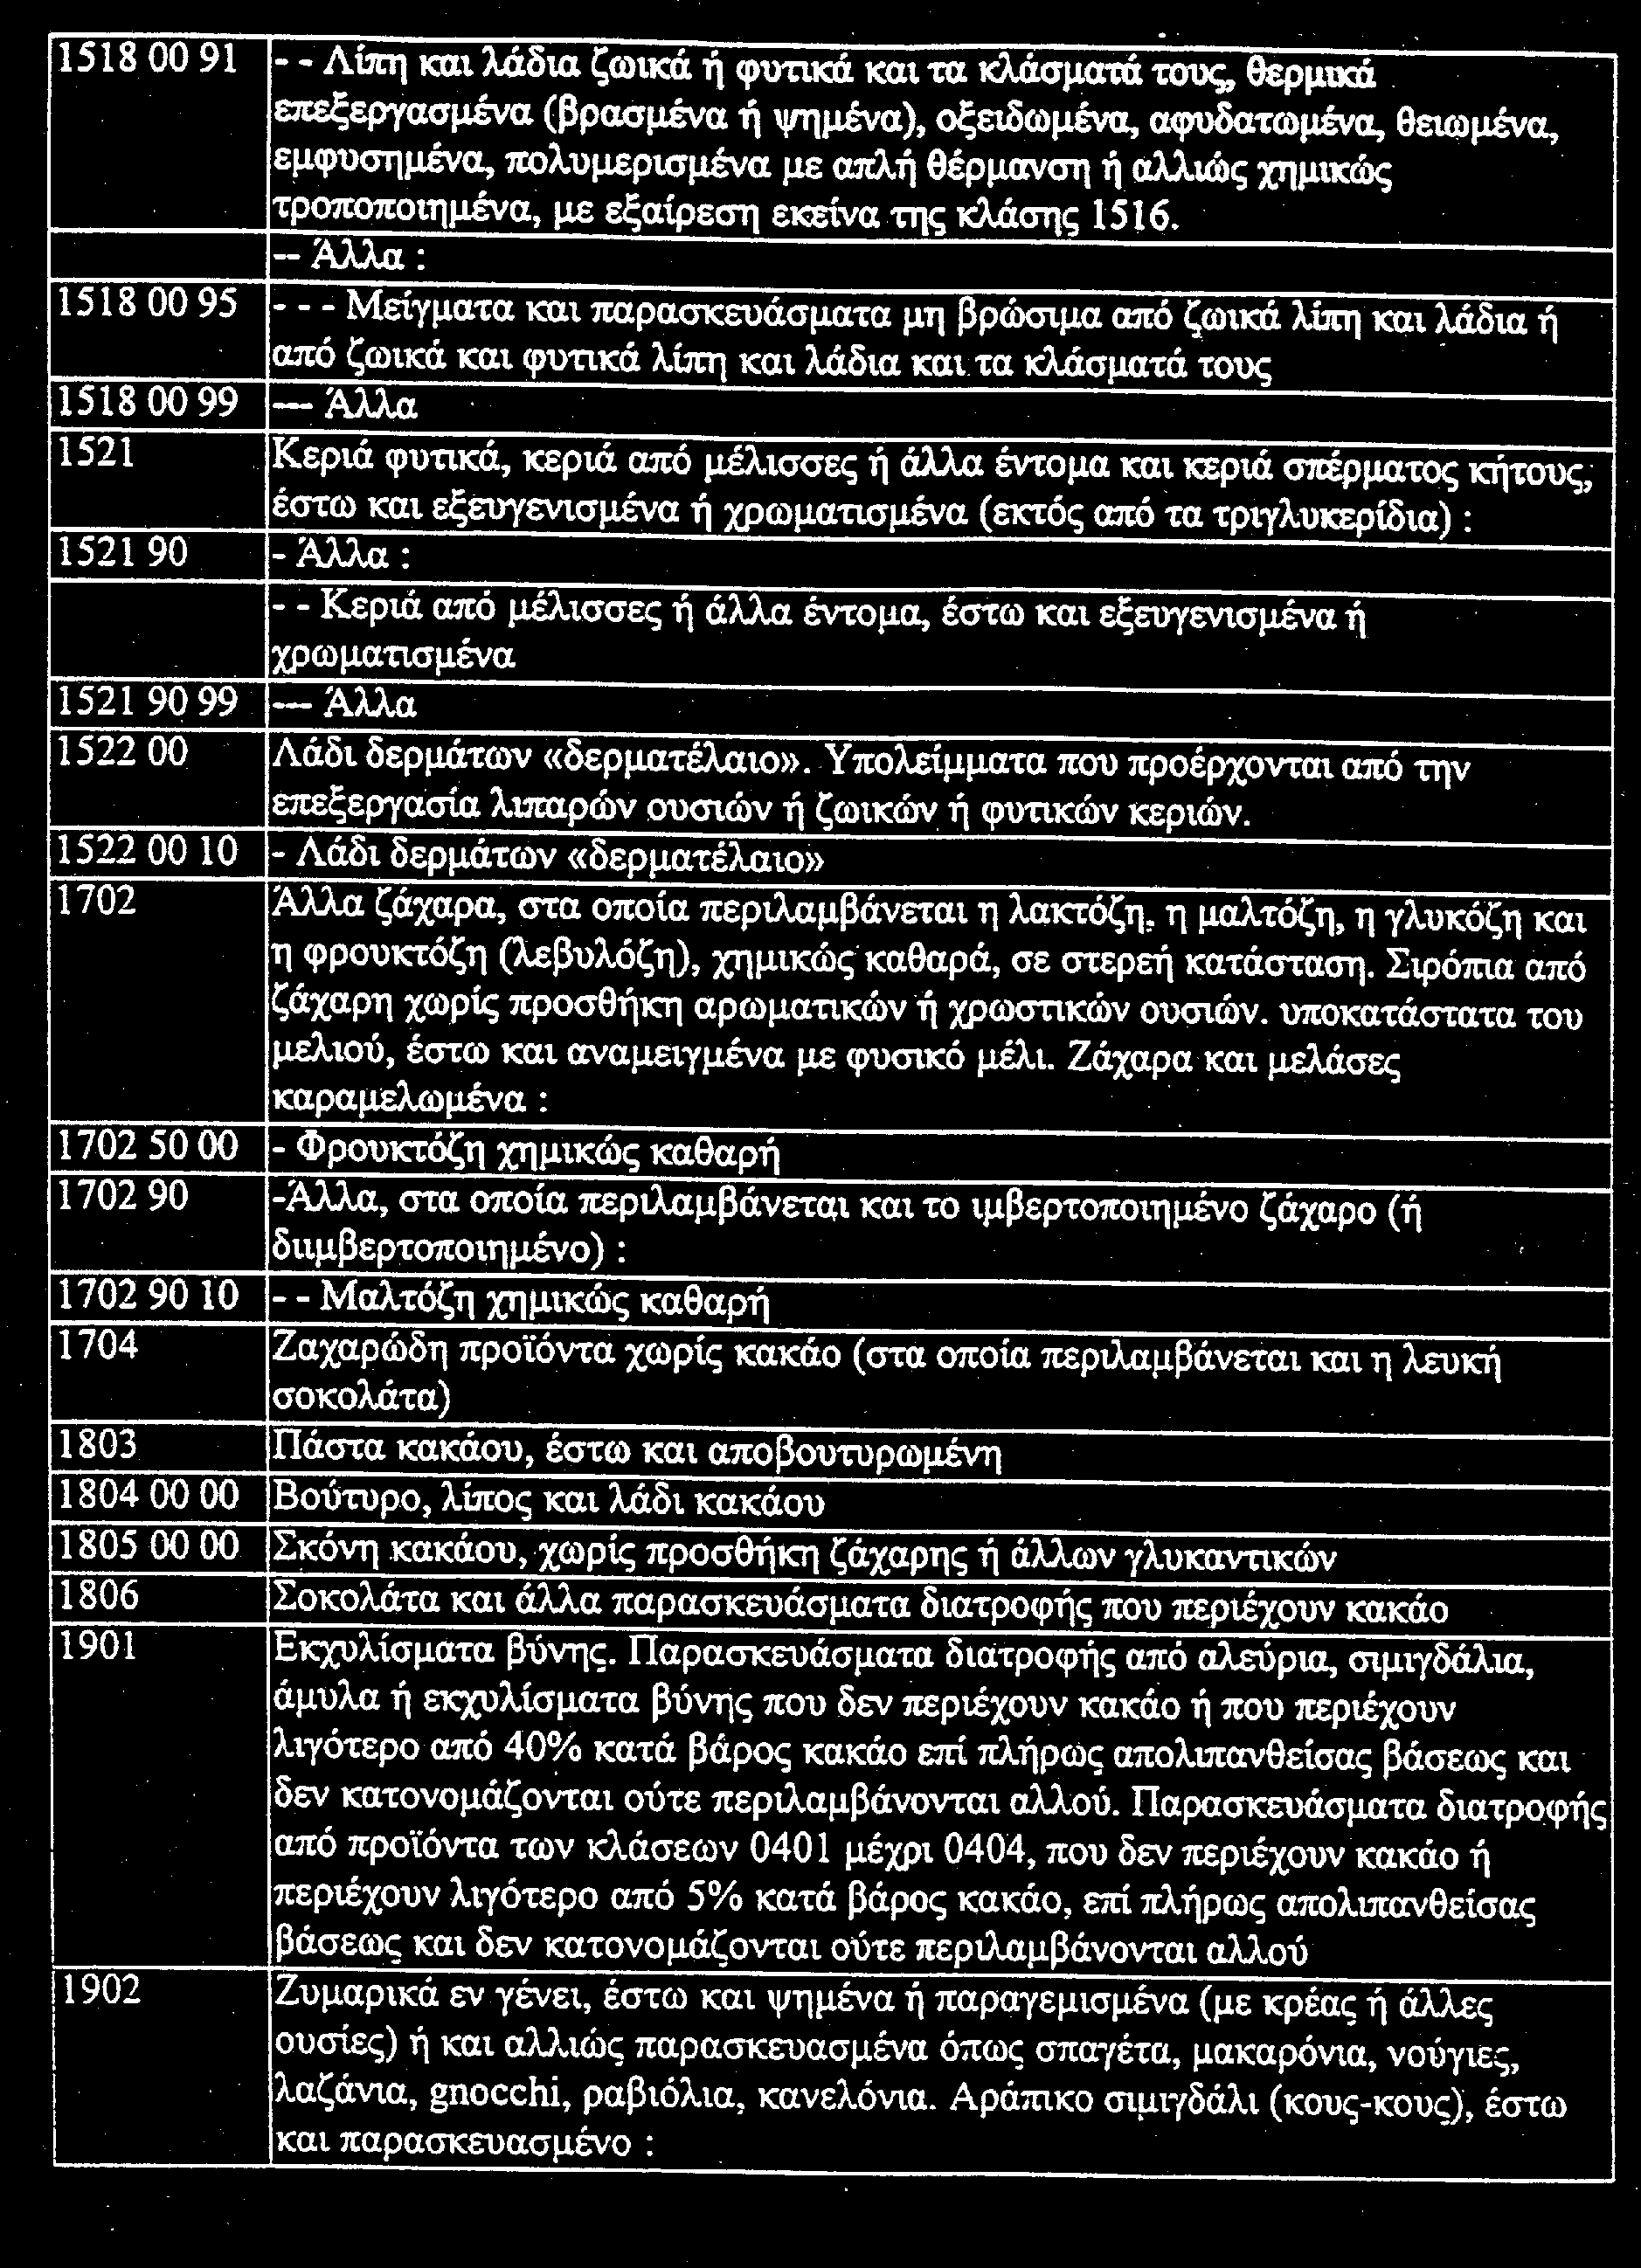 1518 00 91 - - Λίπη και λάδια ζωικά ή φυτικά και τα κλάσματά τους, θερμικά
επεξεργασμένα (βρασμένα ή ψημένα), οξειδωμένα, αφυδατωμένα, θειωμένα,
εμφυσημένα, πολυμερισμένα με απλή θέρμανση ή αλλιώς χημικώς
τροποποιημένα, με εξαίρεση εκείνα της κλάσης 1516.
-- Άλλα :
1518 00 95 - - - Μείγματα και παρασκευάσματα μη βρώσιμα από ζωικά λίπη και λάδια ή
από ζωικά και φυτικά λίπη και λάδια και τα κλάσματά τους
1518 00 99 --- Άλλα
1521 Κεριά φυτικά, κεριά από μέλισσες ή άλλα έντομα και κεριά σπέρματος κήτους,
έστω και εξευγενισμένα ή χρωματισμένα (εκτός από τα τριγλυκερίδια) :
1521 90 - Άλλα :
- - Κεριά από μέλισσες ή άλλα έντομα, έστω και εξευγενισμένα ή
χρωματισμένα
1521 90 99 --- Άλλα
1522 00 Λάδι δερμάτων «δερματέλαιο». Υπολείμματα που προέρχονται από την
επεξεργασία λιπαρών ουσιών ή ζωικών ή φυτικών κεριών.
1522 00 10 - Λάδι δερμάτων «δερματέλαιο»
1702 Άλλα ζάχαρα, στα οποία περιλαμβάνεται η λακτόζη, η μαλτόζη, η γλυκόζη και
η φρουκτόζη (λεβυλόζη), χημικώς καθαρά, σε στερεή κατάσταση. Σιρόπια από
ζάχαρη χωρίς προσθήκη αρωματικών ή χρωστικών ουσιών. υποκατάστατα του
μελιού, έστω και αναμειγμένα με φυσικό μέλι. Ζάχαρα και μελάσες
καραμελωμένα :
1702 50 00 - Φρουκτόζη χημικώς καθαρή
1702 90 -Άλλα, στα οποία περιλαμβάνεται και το ιμβερτοποιημένο ζάχαρο (ή
διιμβερτοποιημένο) :
1702 90 10 - - Μαλτόζη χημικώς καθαρή
1704 Ζαχαρώδη προϊόντα χωρίς κακάο (στα οποία περιλαμβάνεται και η λευκή
σοκολάτα)
1803 Πάστα κακάου, έστω και αποβουτυρωμένη
1804 00 00 Βούτυρο, λίπος και λάδι κακάου
1805 00 00 Σκόνη κακάου, χωρίς προσθήκη ζάχαρης ή άλλων γλυκαντικών
1806 Σοκολάτα και άλλα παρασκευάσματα διατροφής που περιέχουν κακάο
1901 Εκχυλίσματα βύνης. Παρασκευάσματα διατροφής από αλεύρια, σιμιγδάλια,
άμυλα ή εκχυλίσματα βύνης που δεν περιέχουν κακάο ή που περιέχουν
λιγότερο από 40% κατά βάρος κακάο επί πλήρως απολιπανθείσας βάσεως και
δεν κατονομάζονται ούτε περιλαμβάνονται αλλού. Παρασκευάσματα διατροφής
από προϊόντα των κλάσεων 0401 μέχρι 0404, που δεν περιέχουν κακάο ή
περιέχουν λιγότερο από 5% κατά βάρος κακάο, επί πλήρως απολιπανθείσας
βάσεως και δεν κατονομάζονται ούτε περιλαμβάνονται αλλού
1902 Ζυμαρικά εν γένει, έστω και ψημένα ή παραγεμισμένα (με κρέας ή άλλες
ουσίες) ή και αλλιώς παρασκευασμένα όπως σπαγέτα, μακαρόνια, νούγιες,
λαζάνια, gnocchi, ραβιόλια, κανελόνια. Αράπικο σιμιγδάλι (κους-κους), έστω
και παρασκευασμένο :